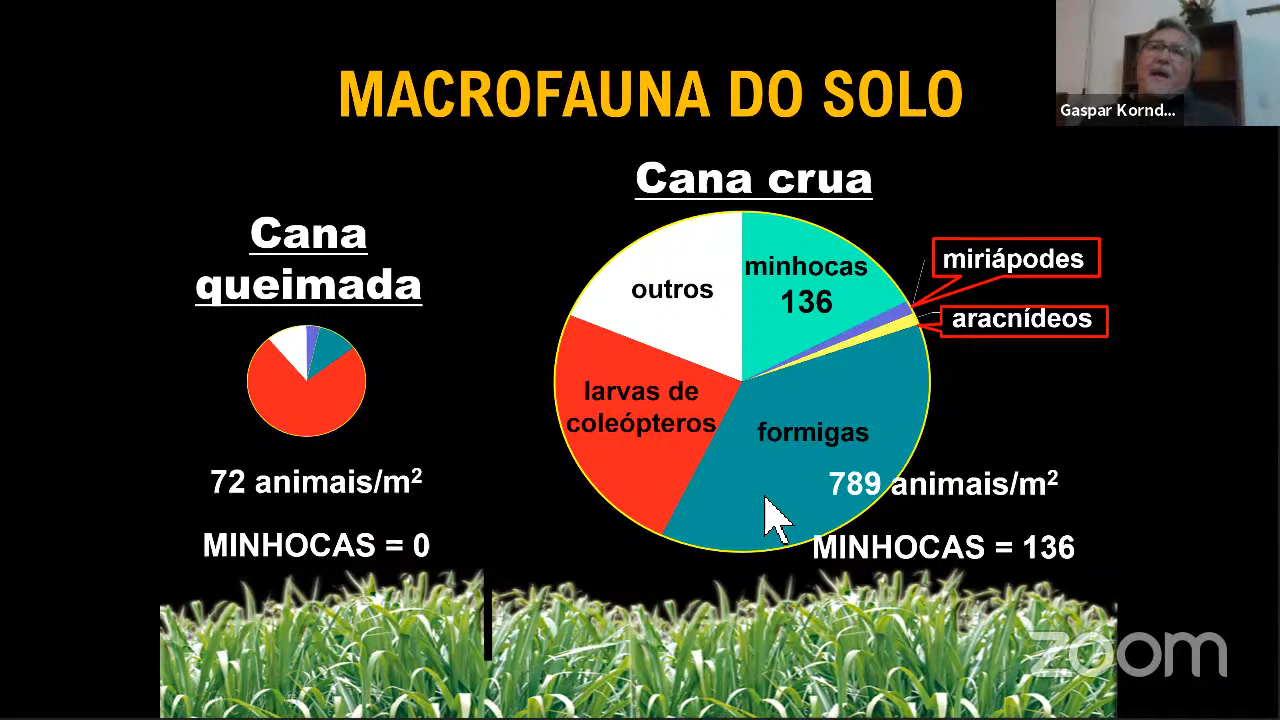 MACROFAUNA DO SOLO
Gaspar Kornd...
Cana
queimada
72 animais/m²
MINHOCAS = 0
Cana crua
outros
minhocas
136
miriápodes
aracnídeos
larvas de
coleópteros
formigas
789 animais/m²
MINHOCAS = 136
zoom